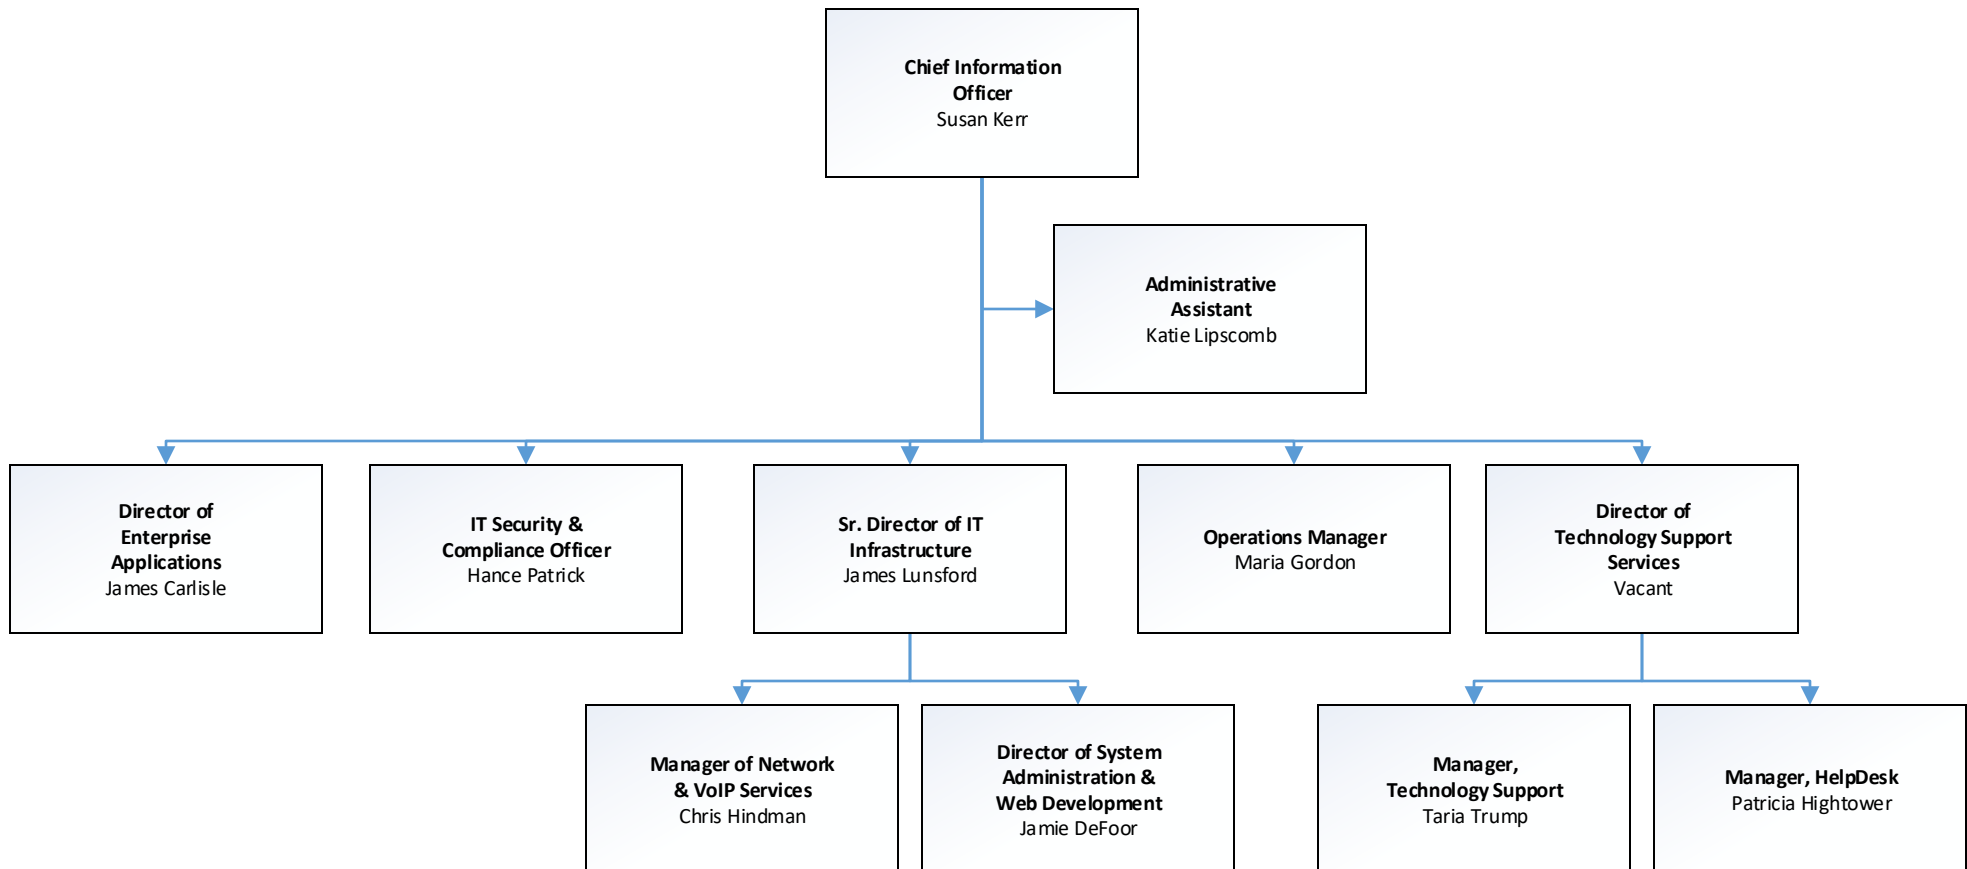 Chief Information
Officer
Susan Kerr
Administrative
Assistant
Katie Lipscomb
Director of
Enterprise
Applications
James Carlisle
IT Security &
Compliance Officer
Hance Patrick
Sr. Director of IT
Infrastructure
James Lunsford
Operations Manager
Maria Gordon
Director of
Technology Support
Services
Vacant
Manager of Network
& VoIP Services
Chris Hindman
Director of System
Administration &
Web Development
Jamie DeFoor
Manager,
Technology Support
Taria Trump
Manager, HelpDesk
Patricia Hightower